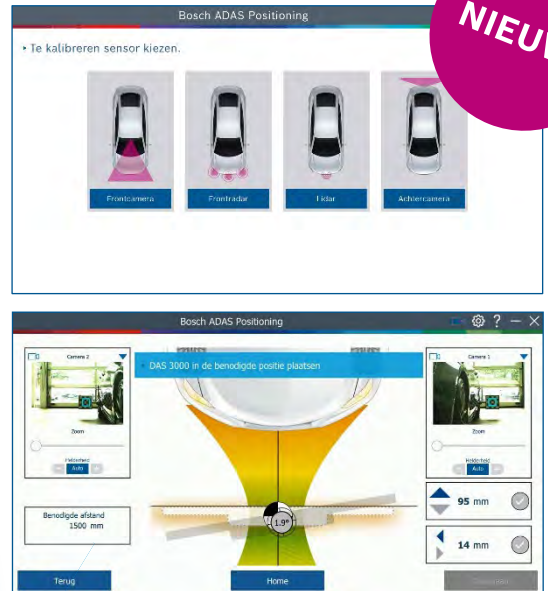 Bosch ADAS Positioning
NIEUW
▸ Te kalibreren sensor kiezen.
Frontcamera
Frontradar
Lidar
Achtercamera
Bosch ADAS Positioning
? – ×
Camera 2
DAS 3000 in de benodigde positie plaatsen
Camera 1
Zoom
Zoom
Helderheid
Helderheid
– Auto +
– Auto +
1.9°
95 mm
Benodigde afstand
1500 mm
14 mm
Terug
Home